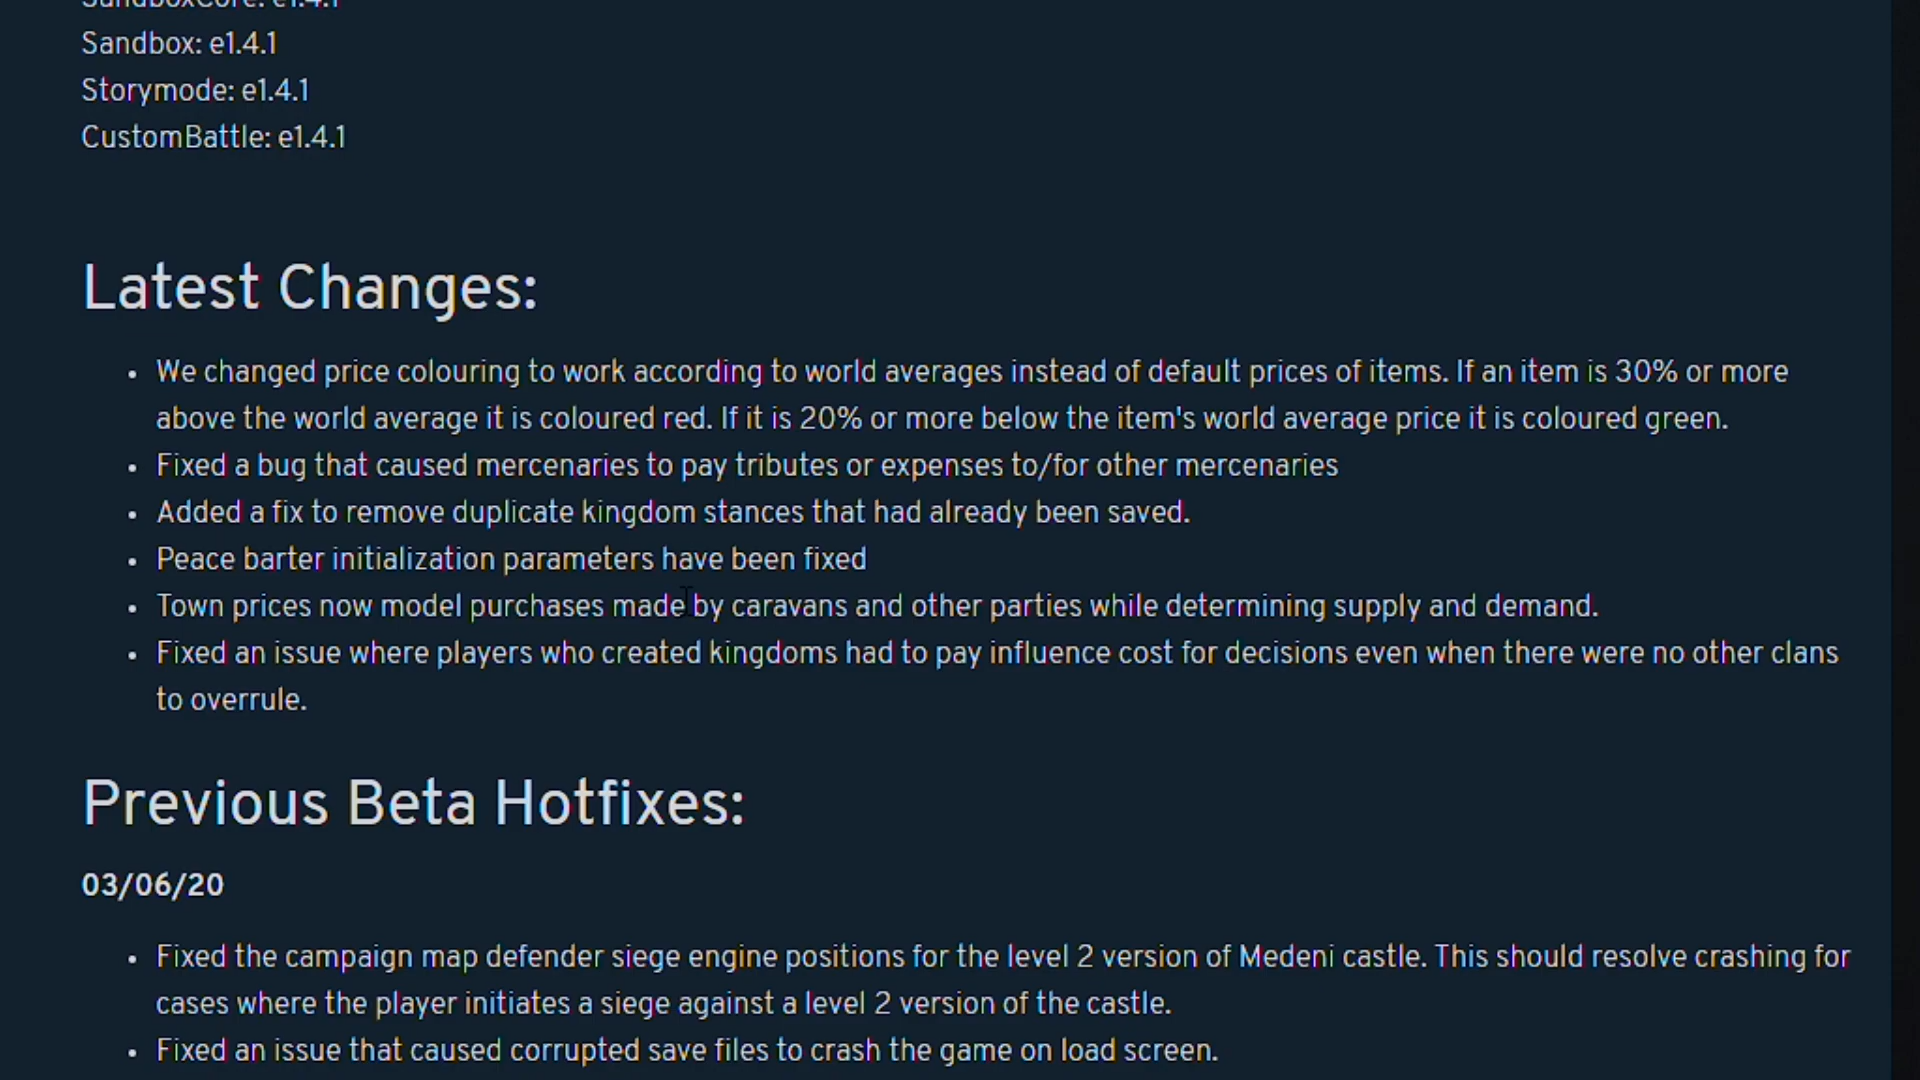 SandboxCore: e1.4.1
Sandbox: e1.4.1
Storymode: e1.4.1
CustomBattle: e1.4.1
Latest Changes:
• We changed price colouring to work according to world averages instead of default prices of items. If an item is 30% or more
above the world average it is coloured red. If it is 20% or more below the item's world average price it is coloured green.
• Fixed a bug that caused mercenaries to pay tributes or expenses to/for other mercenaries
• Added a fix to remove duplicate kingdom stances that had already been saved.
• Peace barter initialization parameters have been fixed
• Town prices now model purchases made by caravans and other parties while determining supply and demand.
• Fixed an issue where players who created kingdoms had to pay influence cost for decisions even when there were no other clans
to overrule.
Previous Beta Hotfixes:
03/06/20
• Fixed the campaign map defender siege engine positions for the level 2 version of Medeni castle. This should resolve crashing for
cases where the player initiates a siege against a level 2 version of the castle.
• Fixed an issue that caused corrupted save files to crash the game on load screen.